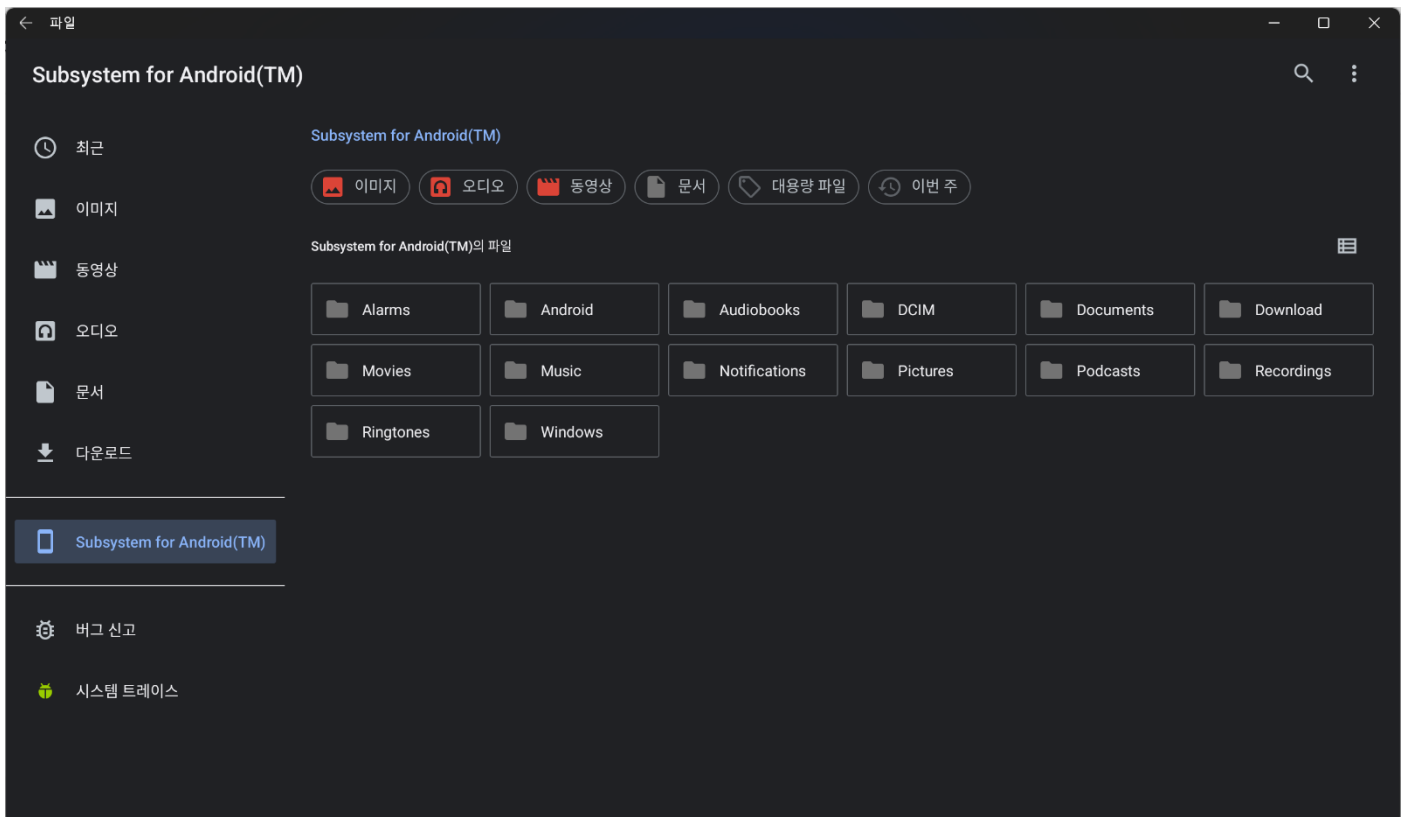 파일
Subsystem for Android(TM)
최근
이미지
동영상
오디오
문서
다운로드
Subsystem for Android(TM)
버그 신고
시스템 트레이스
Subsystem for Android(TM)
이미지 오디오 동영상 문서 대용량 파일 이번 주
Subsystem for Android(TM)의 파일
Alarms Android Audiobooks DCIM Documents Download
Movies Music Notifications Pictures Podcasts Recordings
Ringtones Windows